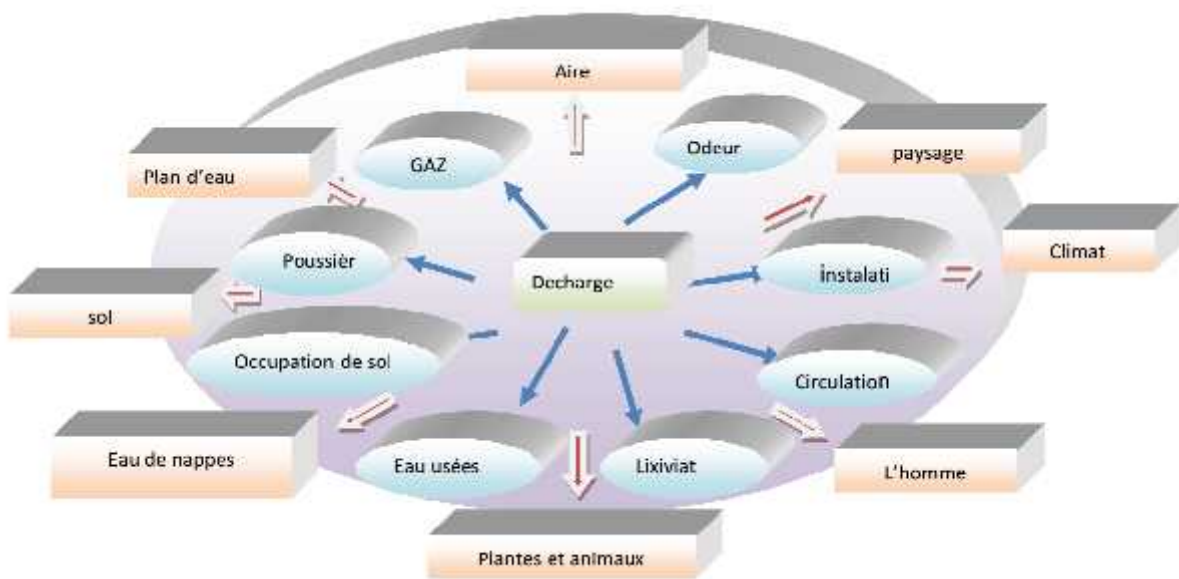 Aire
Odeur
GAZ
paysage
Plan d'eau
Climat
Poussièr
Decharge
instalati
sol
Occupation de sol
Circulation
Eau de nappes
Eau usées
Lixiviat
L'homme
Plantes et animaux